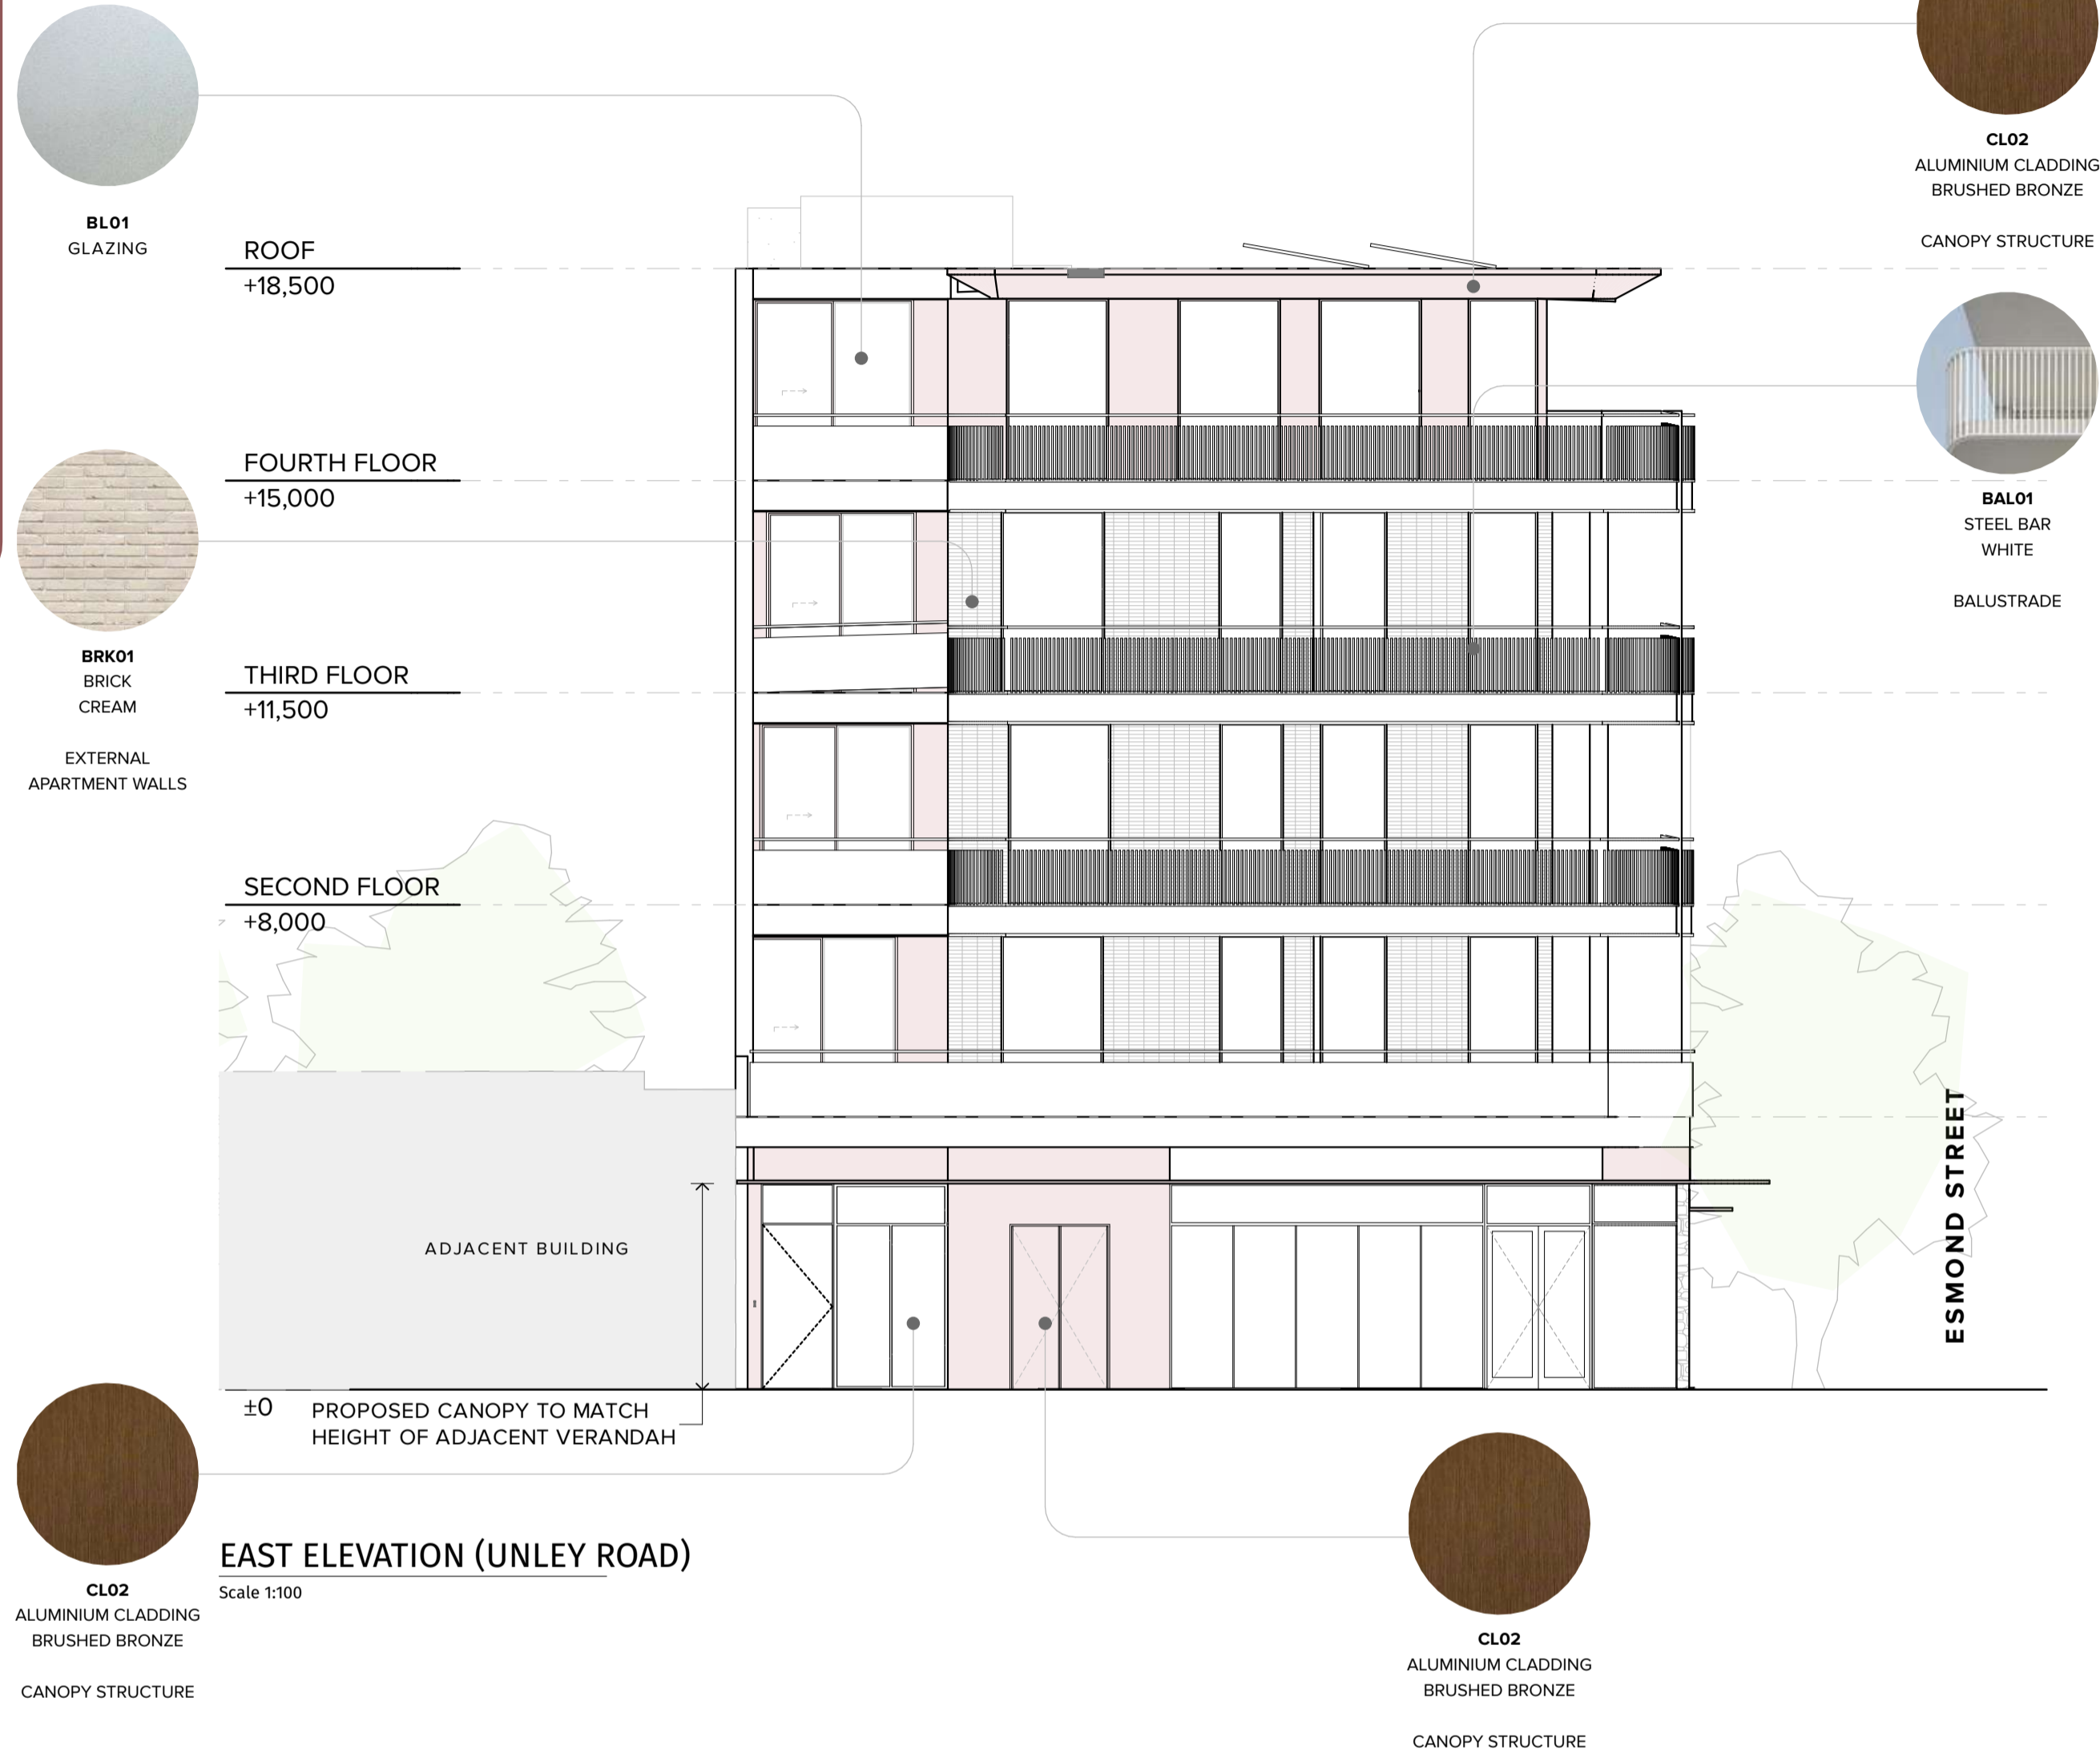 BL01
GLAZING
CL02
ALUMINIUM CLADDING
BRUSHED BRONZE
CANOPY STRUCTURE
ROOF
+18,500
BAL01
STEEL BAR
WHITE
BALUSTRADE
FOURTH FLOOR
+15,000
BRK01
BRICK
CREAM
EXTERNAL
APARTMENT WALLS
THIRD FLOOR
+11,500
SECOND FLOOR
+8,000
ADJACENT BUILDING
ESMOND STREET
±0
PROPOSED CANOPY TO MATCH
HEIGHT OF ADJACENT VERANDAH
CL02
ALUMINIUM CLADDING
BRUSHED BRONZE
CANOPY STRUCTURE
EAST ELEVATION (UNLEY ROAD)
Scale 1:100
CL02
ALUMINIUM CLADDING
BRUSHED BRONZE
CANOPY STRUCTURE